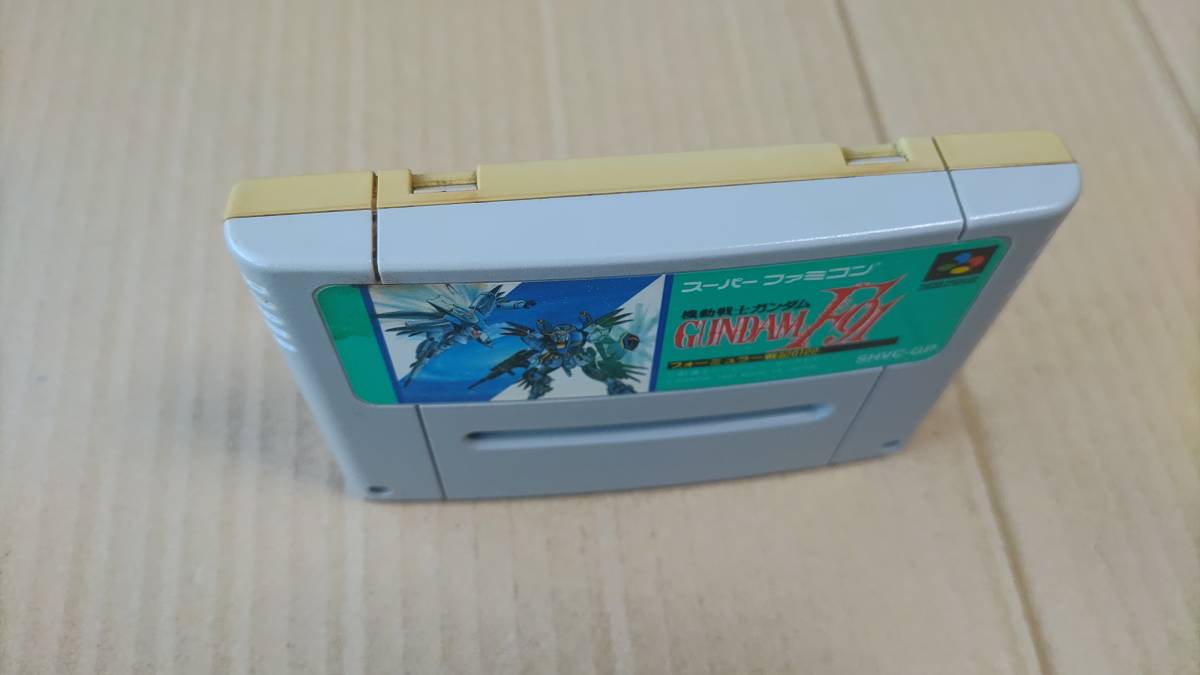 スーパーファミコン
機動戦士ガンダム
GUNDAM F91
フォーミュラー戦記0122
SHVC-GP